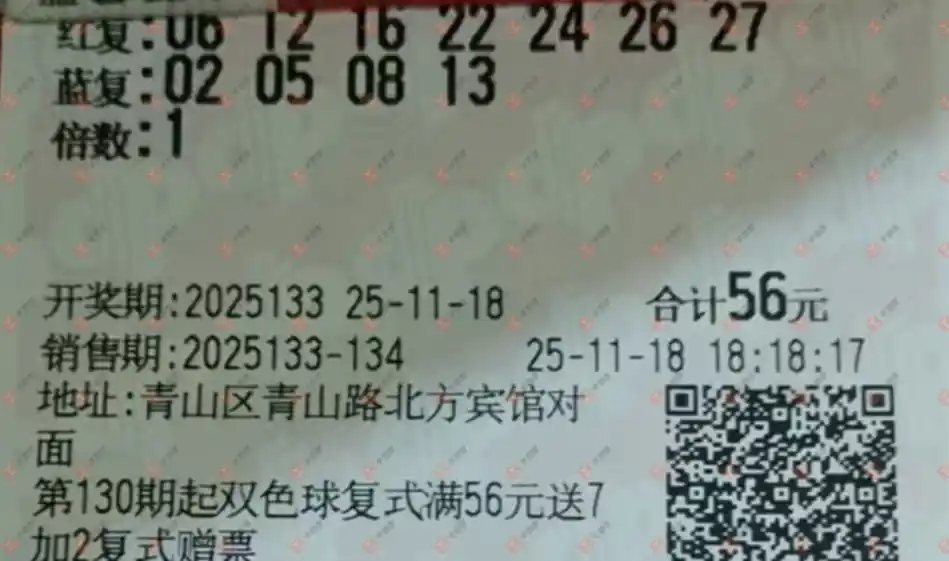 红复:06 12 16 22 24 26 27
蓝复:02 05 08 13
倍数:1
开奖期:2025133 25-11-18 合计56元
销售期:2025133-134 25-11-18 18:18:17
地址:青山区青山路北方宾馆对
面
第130期起双色球复式满56元送7
加2复式赠票